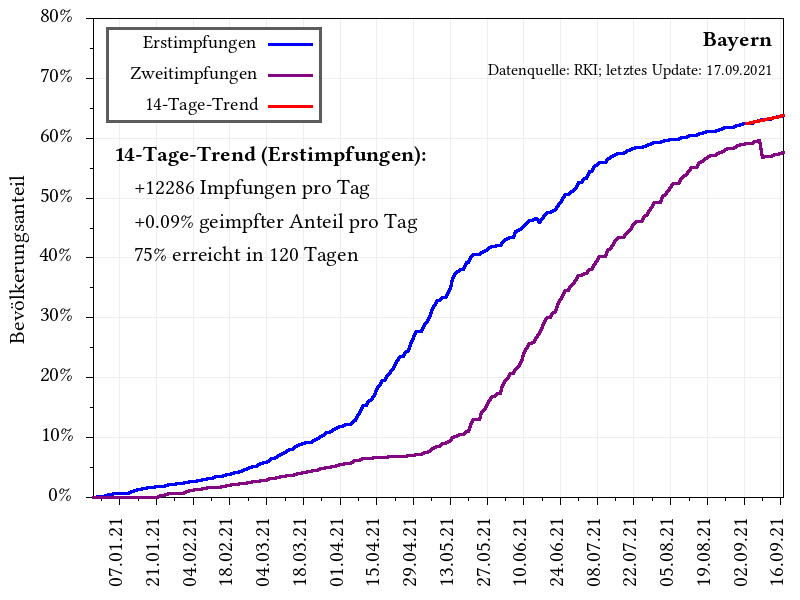 80%
70%
60%
50%
40%
30%
20%
10%
0%
Bevölkerungsanteil
Erstimpfungen
Zweitimpfungen
14-Tage-Trend
Bayern
Datenquelle: RKI; letztes Update: 17.09.2021
14-Tage-Trend (Erstimpfungen):
+12286 Impfungen pro Tag
+0.09% geimpfter Anteil pro Tag
75% erreicht in 120 Tagen
07.01.21
21.01.21
04.02.21
18.02.21
04.03.21
18.03.21
01.04.21
15.04.21
29.04.21
13.05.21
27.05.21
10.06.21
24.06.21
08.07.21
22.07.21
05.08.21
19.08.21
02.09.21
16.09.21